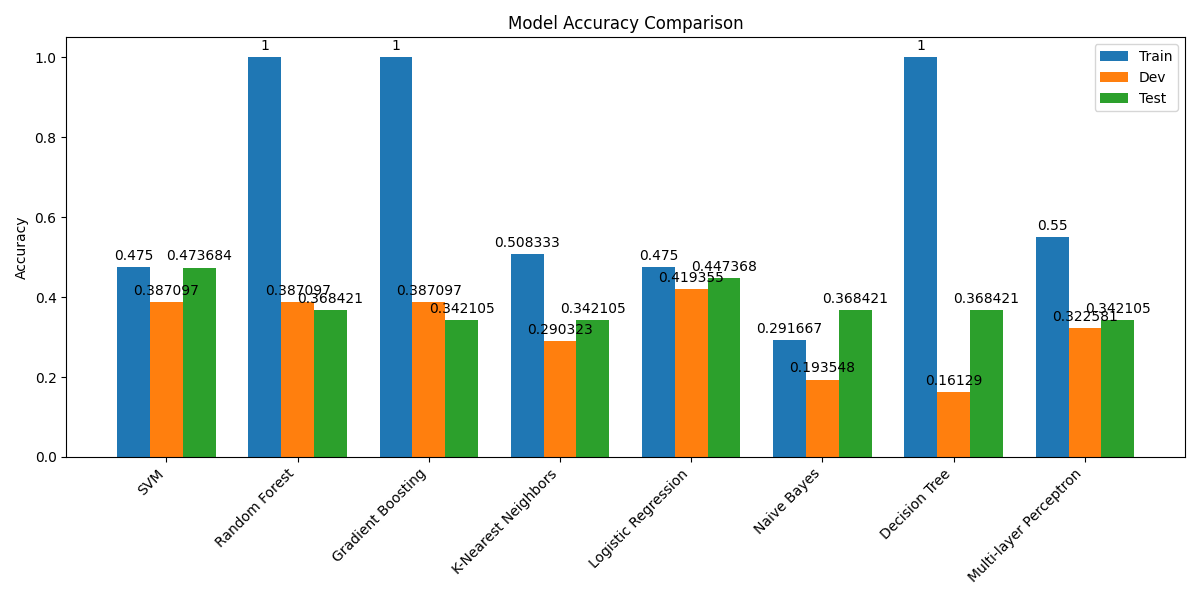 Model Accuracy Comparison
Train
Dev
Test
Accuracy
1.0
0.8
0.6
0.4
0.2
0.0
0.475
0.387097
0.473684
1
0.387097
0.368421
1
0.387097
0.342105
0.508333
0.290323
0.342105
0.475
0.419355
0.447368
0.291667
0.193548
0.368421
1
0.16129
0.368421
0.55
0.322581
0.342105
SVM
Random Forest
Gradient Boosting
K-Nearest Neighbors
Logistic Regression
Naive Bayes
Decision Tree
Multi-layer Perceptron